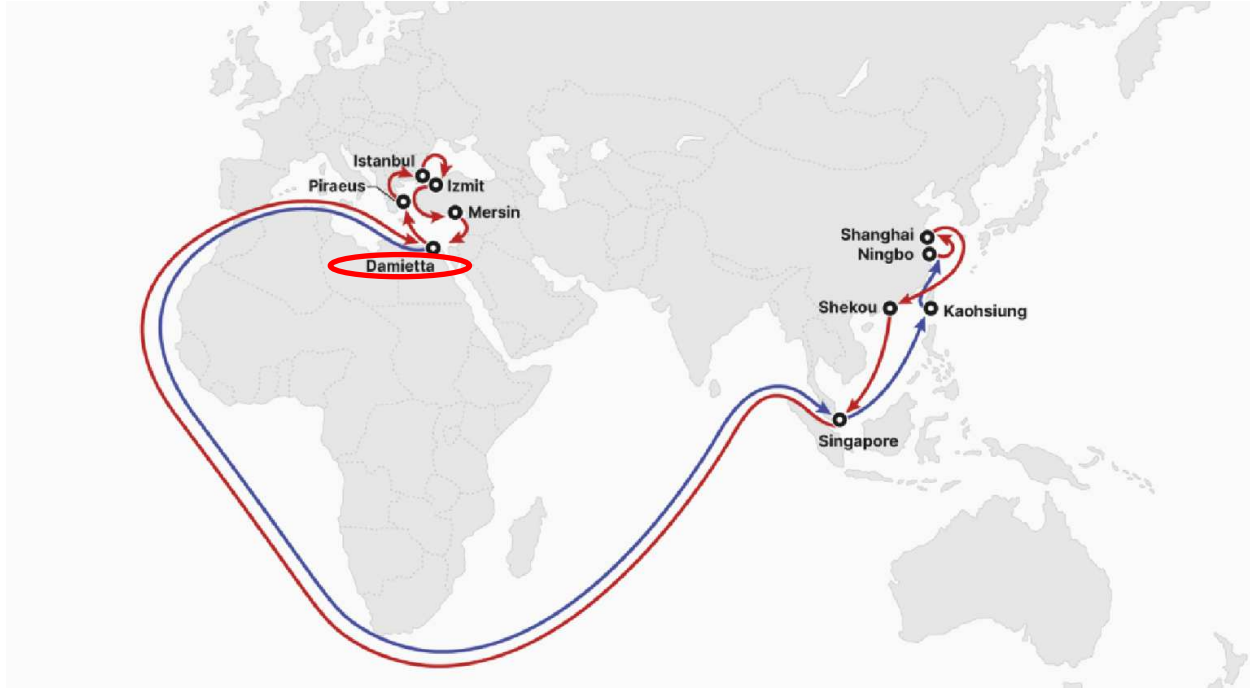 Istanbul
Piraeus
Izmit
Mersin
Damietta
Shanghai
Ningbo
Shekou
Kaohsiung
Singapore